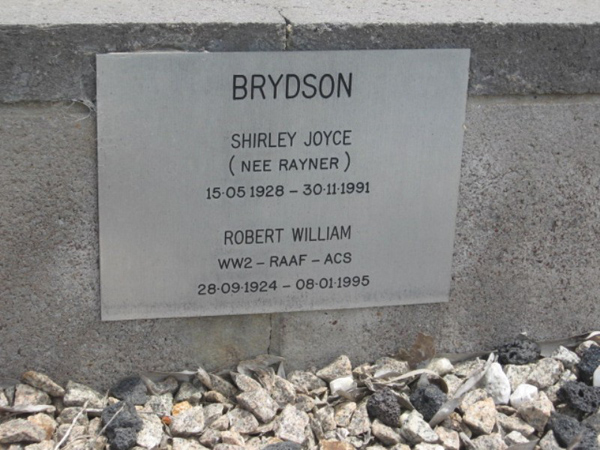 BRYDSON
SHIRLEY JOYCE
( NEE RAYNER )
15·05 1928 – 30·11·1991
ROBERT WILLIAM
WW2 – RAAF – ACS
28·09·1924 – 08·01·1995